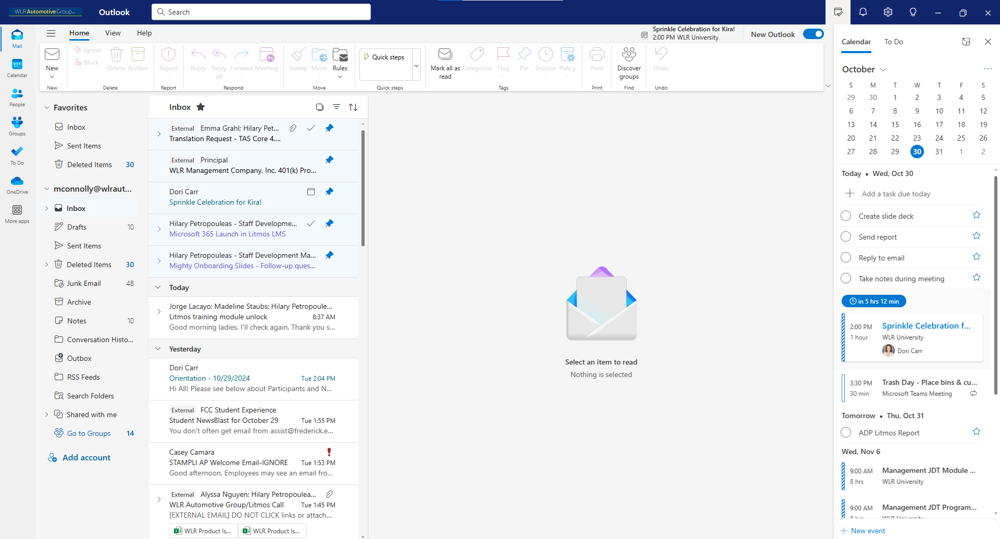 WLR AutomotiveGroup
Outlook
Search
Mail
Calendar
People
Groups
To Do
OneDrive
More apps
Home
View
Help
Sprinkle Celebration for Kira!
2:00 PM WLR University
New Outlook
New
New
Ignore
Block
Delete
Archive
Delete
Report
Report
Reply
Reply all
Forward
Meeting
Respond
Sweep
Move
Rules
Move
Quick steps
Quick steps
Mark all as read
Categorize
Flag
Pin
Snooze
Policy
Tags
Print
Print
Discover groups
Find
Undo
Undo
Favorites
Inbox
Sent Items
Deleted Items 30
mconnolly@wlraut...
Inbox
Drafts 10
Sent Items
Deleted Items 30
Junk Email 48
Archive
Notes 10
Conversation Histo...
Outbox
RSS Feeds
Search Folders
Shared with me
Go to Groups 14
Add account
Inbox
External Emma Grahl; Hilary Pet...
Translation Request - TAS Core 4....
External Principal
WLR Management Company, Inc. 401(k) Pro...
Dori Carr
Sprinkle Celebration for Kira!
Hilary Petropouleas - Staff Developme...
Microsoft 365 Launch in Litmos LMS
Hilary Petropouleas - Staff Development Ma...
Mighty Onboarding Slides - Follow-up ques...
Today
Jorge Lacayo; Madeline Staubs; Hilary Petropoule...
Litmos training module unlock 8:37 AM
Good morning ladies, I'll check again. Thank you s...
Yesterday
Dori Carr
Orientation - 10/29/2024 Tue 2:04 PM
Hi All! Please see below about Participants and N...
External FCC Student Experience
Student NewsBlast for October 29 Tue 1:55 PM
You don't often get email from assist@frederick.e...
Casey Camara
STAMPLI AP Welcome Email-IGNORE Tue 1:53 PM
Good afternoon, Employees may see an email fro...
External Alyssa Nguyen; Hilary Petropoulea...
WLR Automotive Group/Litmos Call Tue 1:45 PM
[EXTERNAL EMAIL] DO NOT CLICK links or attach...
WLR Product Is... WLR Product Is...
Select an item to read
Nothing is selected
Calendar To Do
October
S M T W T F S
29 30 1 2 3 4 5
6 7 8 9 10 11 12
13 14 15 16 17 18 19
20 21 22 23 24 25 26
27 28 29 30 31 1 2
Today • Wed, Oct 30
Add a task due today
Create slide deck
Send report
Reply to email
Take notes during meeting
in 5 hrs 12 min
2:00 PM Sprinkle Celebration f...
1 hour WLR University
Dori Carr
3:30 PM Trash Day - Place bins & cu...
30 min Microsoft Teams Meeting
Tomorrow • Thu, Oct 31
ADP Litmos Report
Wed, Nov 6
9:00 AM Management JDT Module ...
8 hrs WLR University
9:00 AM Management JDT Program...
8 hrs WLR University
New event